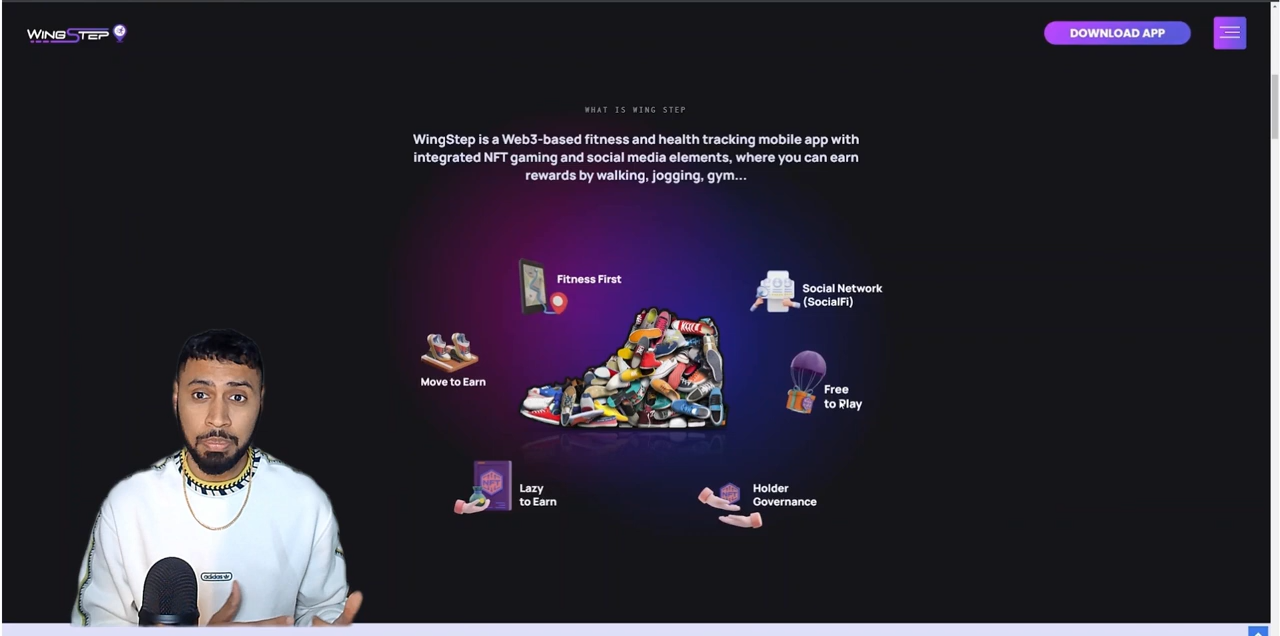 WINGSTEP
DOWNLOAD APP
WHAT IS WING STEP
WingStep is a Web3-based fitness and health tracking mobile app with
integrated NFT gaming and social media elements, where you can earn
rewards by walking, jogging, gym...
Fitness First
Social Network
(SocialFi)
Move to Earn
Free
to Play
Lazy
to Earn
NFT
Holder
Governance
adidas